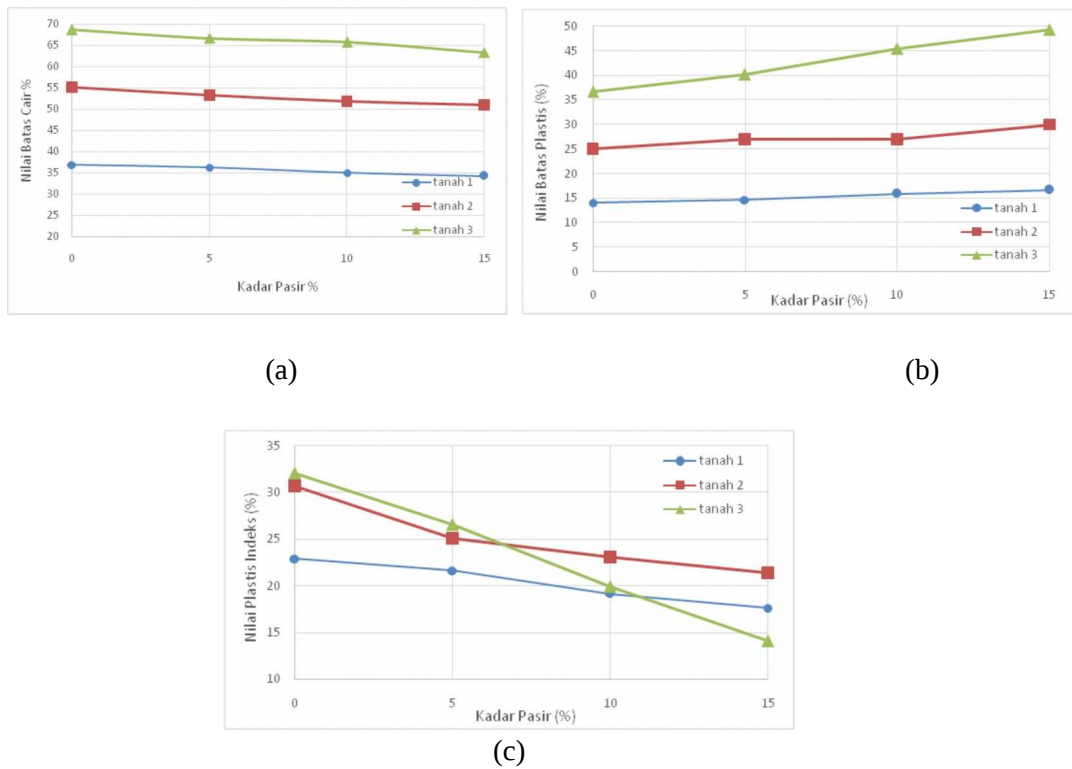 70
65
60
55
50
45
40
35
30
25
20
Nilai Batas Cair %
tanah 1
tanah 2
tanah 3
0 5 10 15
Kadar Pasir %
(a)
50
45
40
35
30
25
20
15
10
5
0
Nilai Batas Plastis (%)
tanah 1
tanah 2
tanah 3
0 5 10 15
Kadar Pasir (%)
(b)
35
30
25
20
15
10
Nilai Plastis Indeks (%)
tanah 1
tanah 2
tanah 3
0 5 10 15
Kadar Pasir (%)
(c)